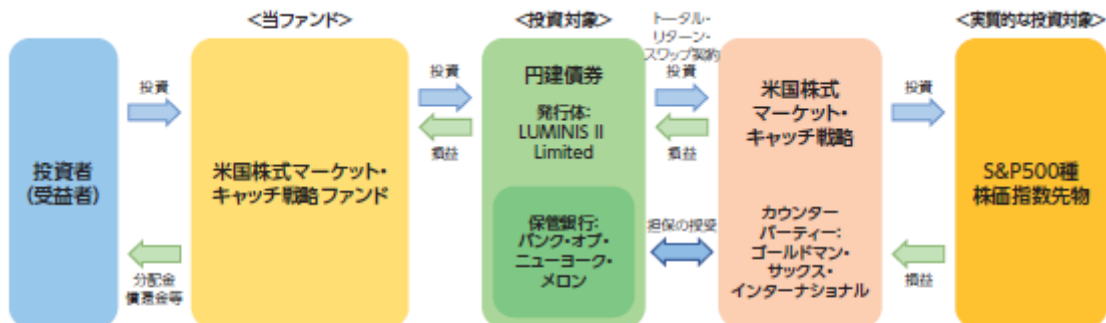 <当ファンド>
<投資対象>
トータル・
リターン・
スワップ契約
<実質的な投資対象>
投資者
(受益者)
投資
分配金
償還金等
米国株式マーケット・
キャッチ戦略ファンド
投資
損益
円建債券
発行体:
LUMINIS II
Limited
保管銀行:
バンク・オブ・
ニューヨーク・
メロン
投資
損益
担保の授受
米国株式
マーケット・
キャッチ戦略
カウンター
パーティー:
ゴールドマン・
サックス・
インターナショナル
投資
損益
S&P500種
株価指数先物